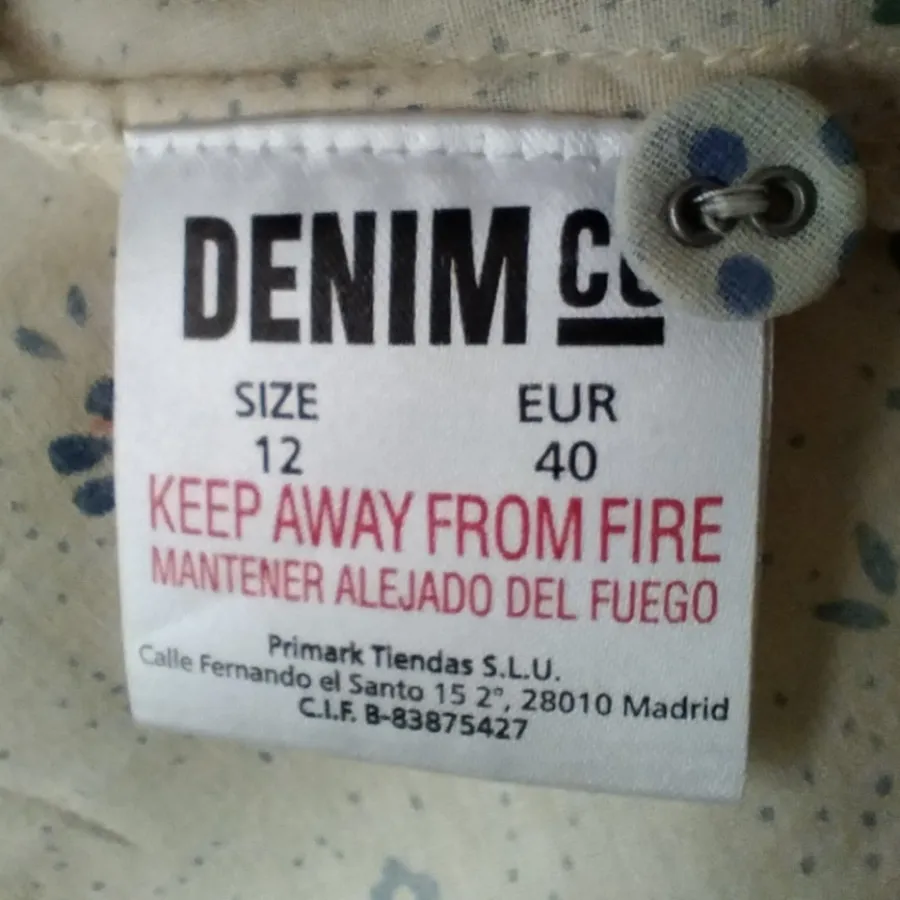 DENIM CO
SIZE EUR
12 40
KEEP AWAY FROM FIRE
MANTENER ALEJADO DEL FUEGO
Primark Tiendas S.L.U.
Calle Fernando el Santo 15 2º, 28010 Madrid
C.I.F. B-83875427